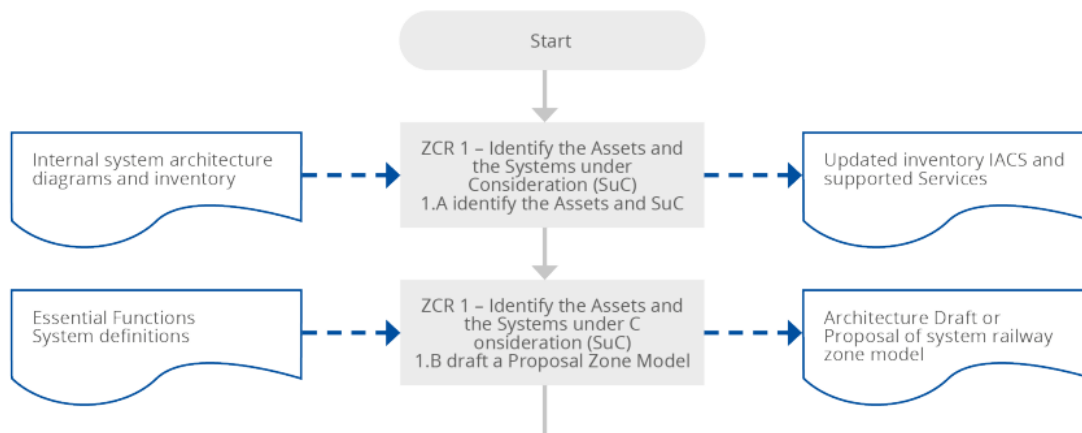 Start
Internal system architecture
diagrams and inventory
ZCR 1 – Identify the Assets and
the Systems under
Consideration (SuC)
1.A identify the Assets and SuC
Updated inventory IACS and
supported Services
Essential Functions
System definitions
ZCR 1 – Identify the Assets and
the Systems under C
onsideration (SuC)
1.B draft a Proposal Zone Model
Architecture Draft or
Proposal of system railway
zone model